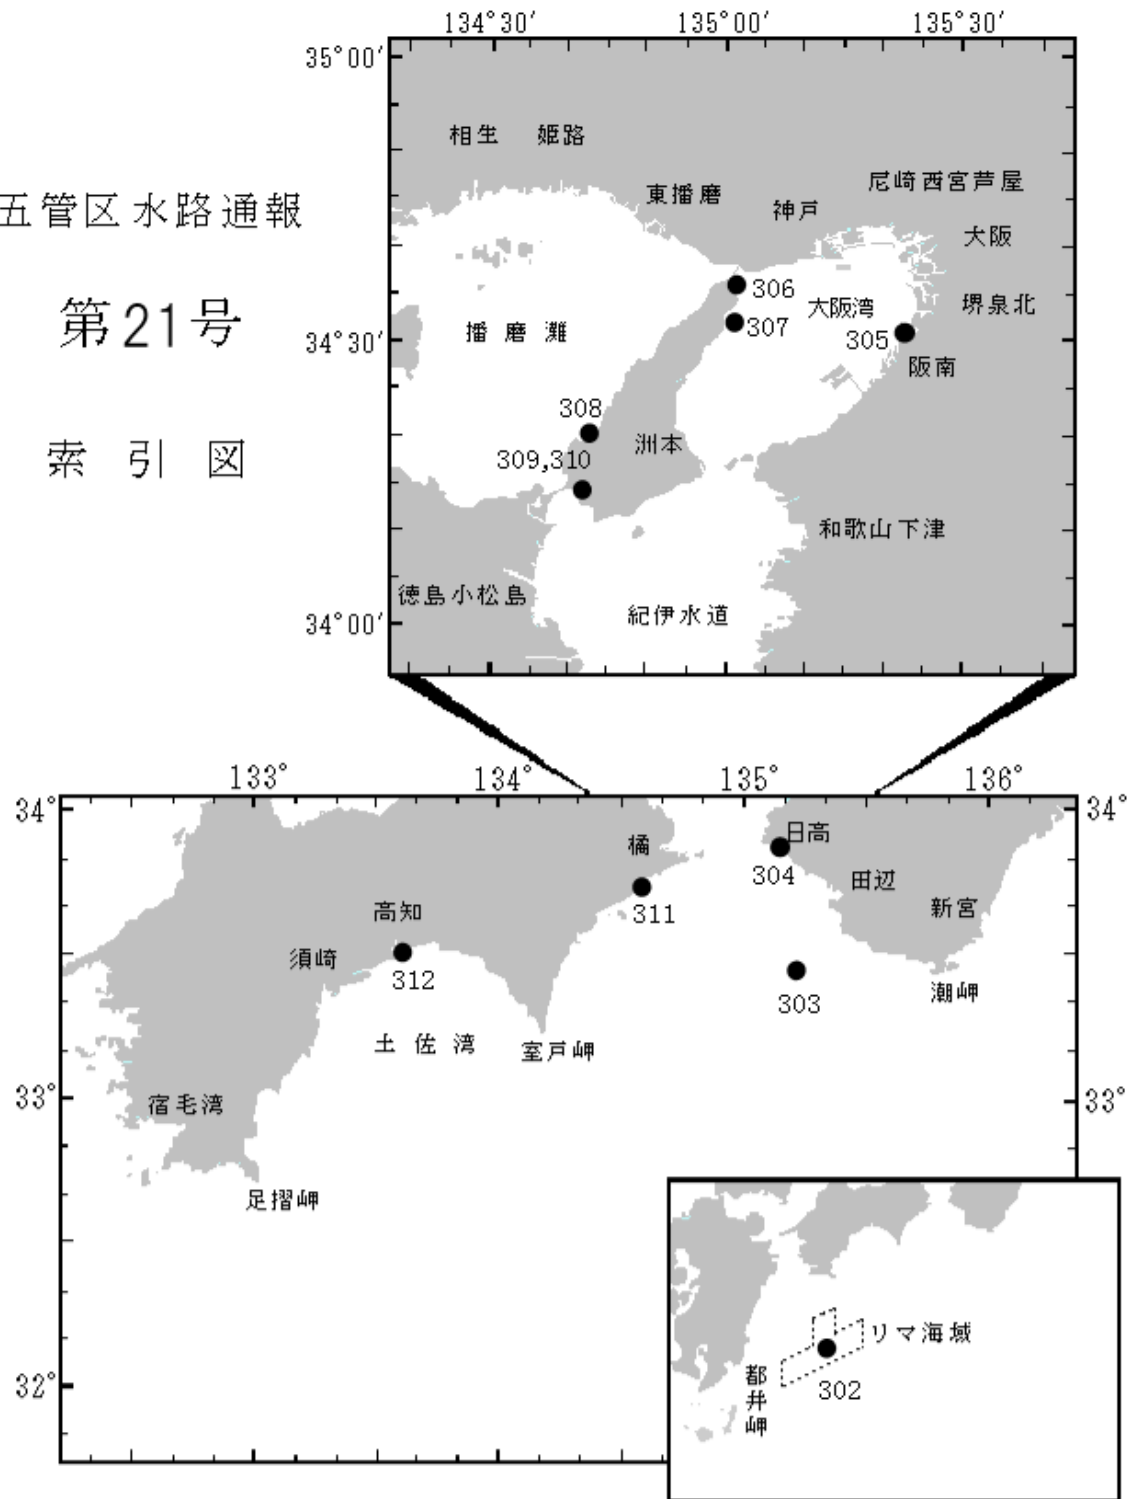 134°30′ 135°00′ 135°30′
35°00′
相生 姫路
尼崎西宮芦屋
東播磨
神戸
五管区水路通報
大阪
306
大阪湾
堺泉北
第21号
播磨灘
307
34°30′
305
阪南
308
索引図
洲本
309,310
和歌山下津
徳島小松島
紀伊水道
34°00′
133° 134° 135° 136°
34° 34°
日高
橘
304
田辺
高知
311
新宮
須崎
312
潮岬
303
土佐湾
室戸岬
33° 33°
宿毛湾
足摺岬
リマ海域
32°
都井岬
302